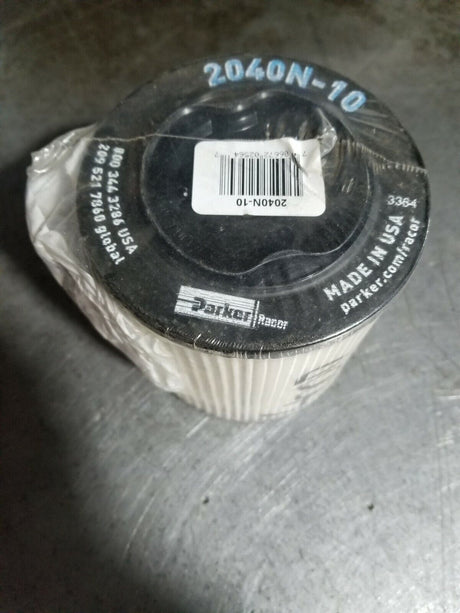 2040N-10
2040N-10
3364
MADE IN USA
parker.com/racor
Parker
Racor
800 344 3286 USA
209 521 7860 global